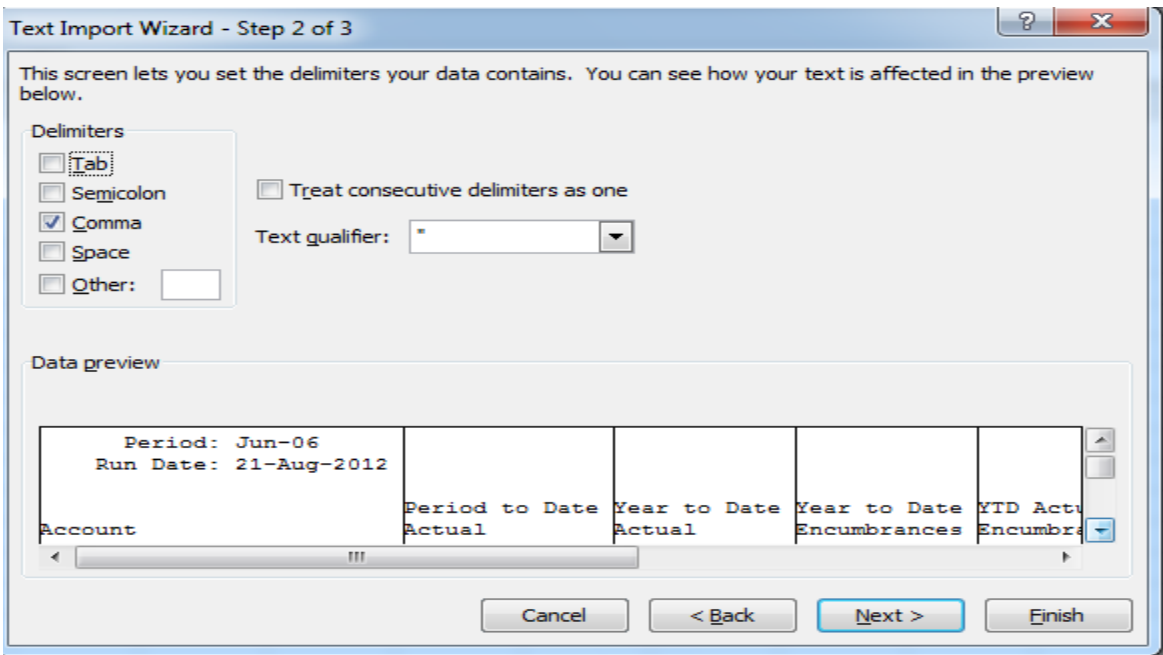 Text Import Wizard - Step 2 of 3
This screen lets you set the delimiters your data contains.  You can see how your text is affected in the preview
below.
Delimiters
Tab
Semicolon
Treat consecutive delimiters as one
Comma
Text qualifier: "
Space
Other:
Data preview
Period: Jun-06
Run Date: 21-Aug-2012
Period to Date Year to Date Year to Date YTD Actu
Account Actual Actual Encumbrances Encumbra
Cancel < Back Next > Finish